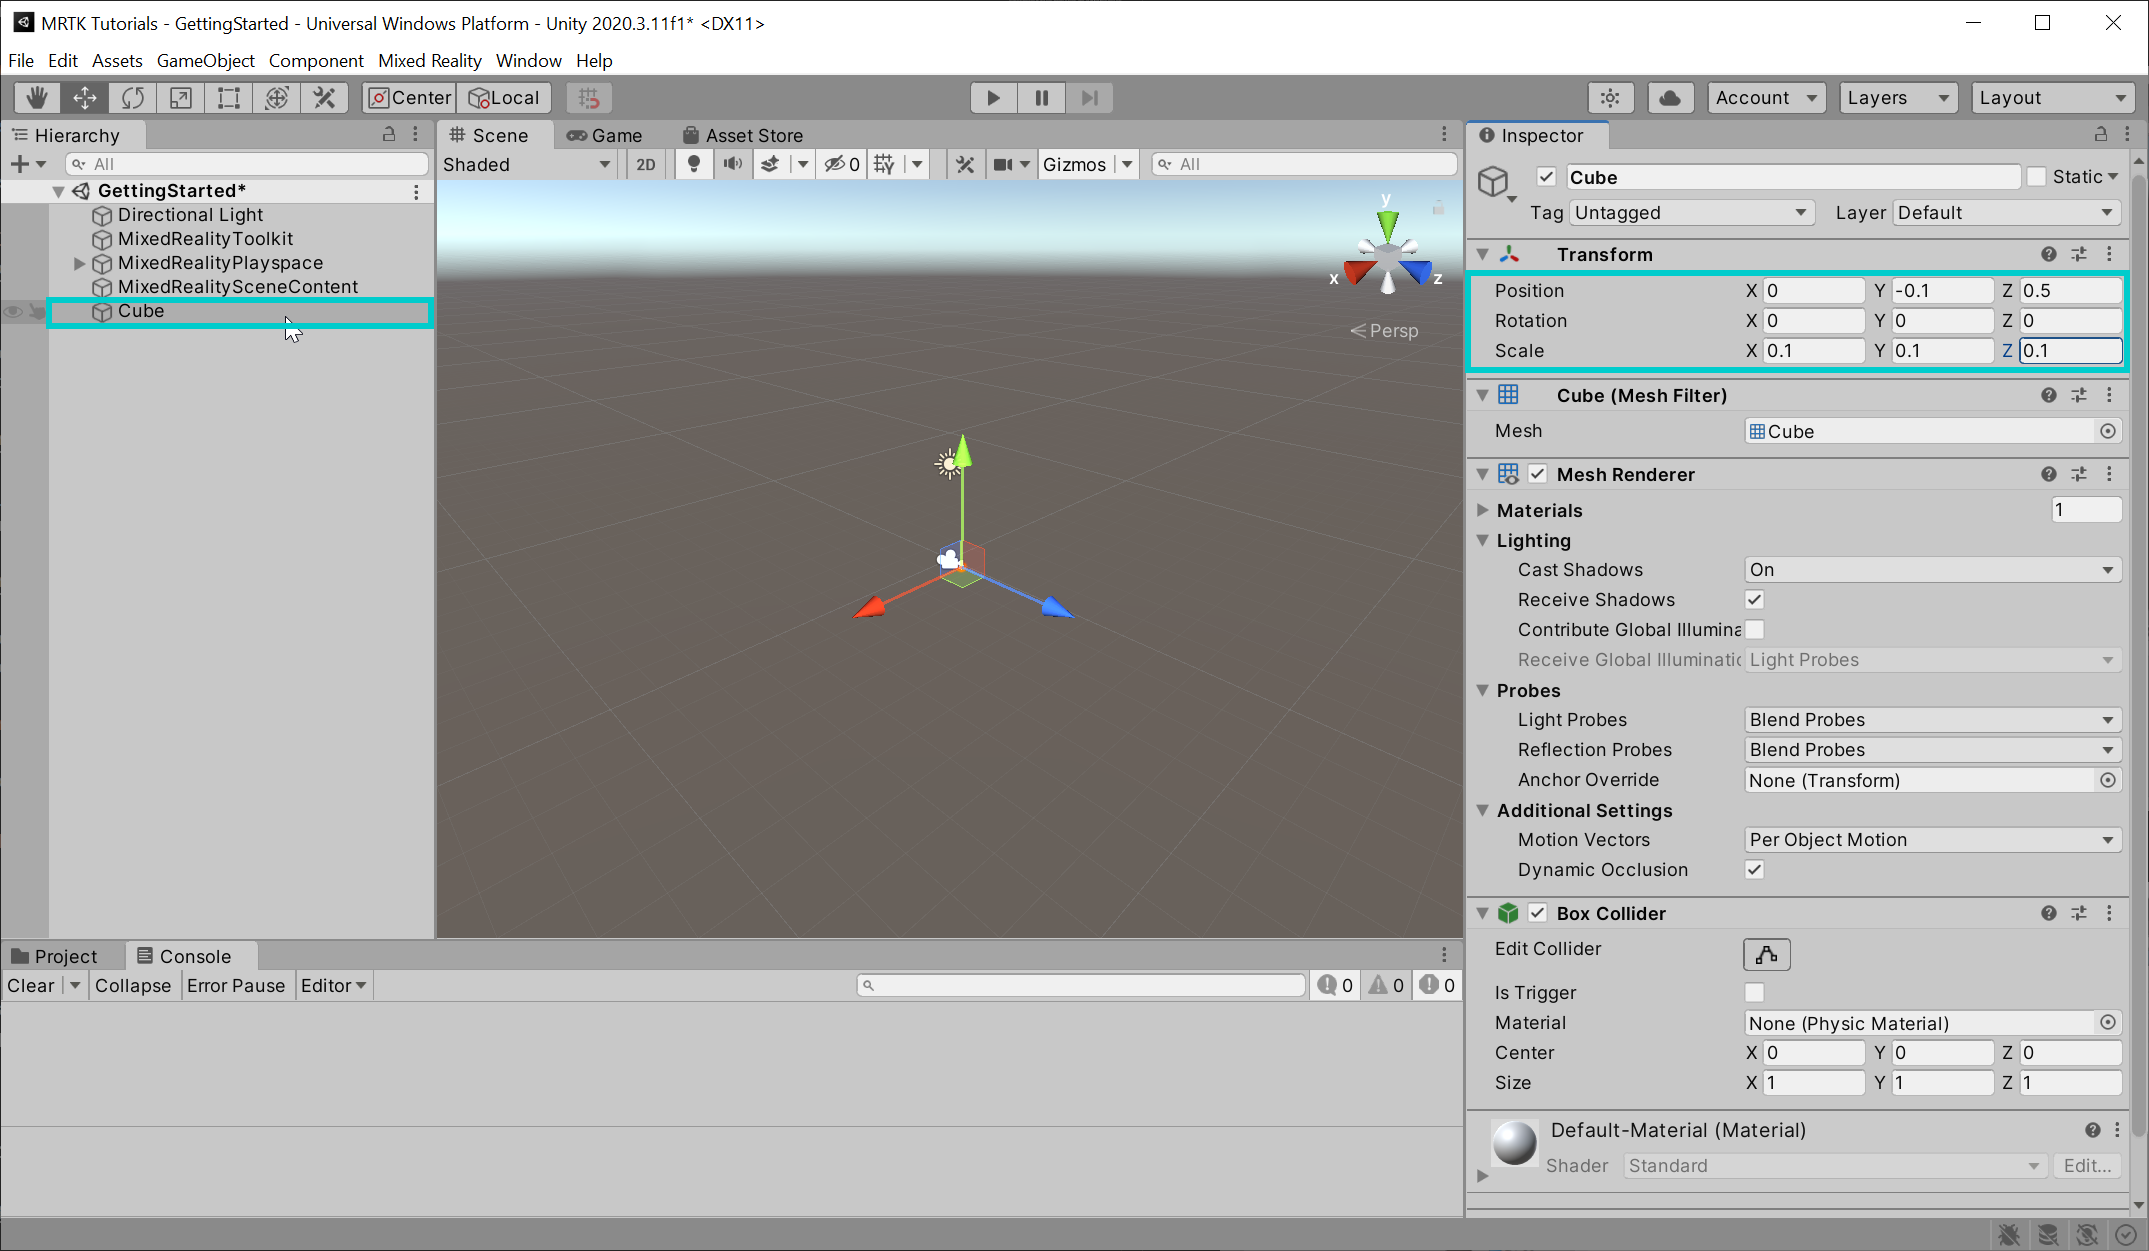 MRTK Tutorials - GettingStarted - Universal Windows Platform - Unity 2020.3.11f1* <DX11>
File Edit Assets GameObject Component Mixed Reality Window Help
Center Local Account Layers Layout
Hierarchy
All
GettingStarted*
Directional Light
MixedRealityToolkit
MixedRealityPlayspace
MixedRealitySceneContent
Cube
Scene Game Asset Store
Shaded 2D 0 Gizmos All
y
x z
Persp
Inspector
Cube Static
Tag Untagged Layer Default
Transform
Position X 0 Y -0.1 Z 0.5
Rotation X 0 Y 0 Z 0
Scale X 0.1 Y 0.1 Z 0.1
Cube (Mesh Filter)
Mesh Cube
Mesh Renderer
Materials 1
Lighting
Cast Shadows On
Receive Shadows
Contribute Global Illumina
Receive Global Illuminatic Light Probes
Probes
Light Probes Blend Probes
Reflection Probes Blend Probes
Anchor Override None (Transform)
Additional Settings
Motion Vectors Per Object Motion
Dynamic Occlusion
Box Collider
Edit Collider
Is Trigger
Material None (Physic Material)
Center X 0 Y 0 Z 0
Size X 1 Y 1 Z 1
Default-Material (Material)
Shader Standard Edit...
Project Console
Clear Collapse Error Pause Editor 0 0 0